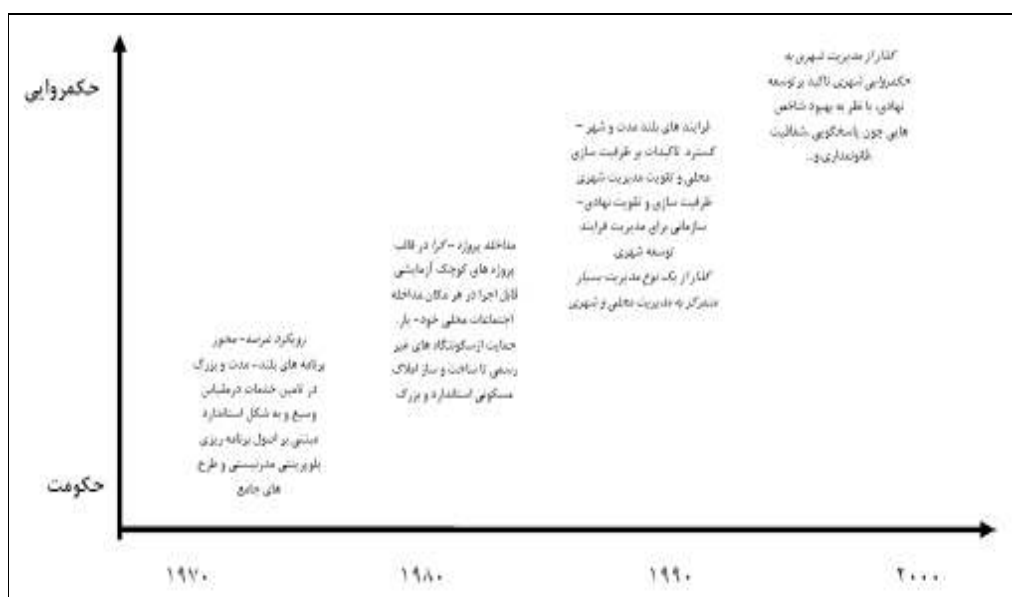 حکمروایی
گذار از مدیریت شهری به
حکمروایی شهری تاکید بر توسعه
نهادی، با نظر به بهبود شاخص
هایی چون پاسخگویی، شفافیت
قانونمداری و...
فرایند های بلند مدت و شهر –
گستر، تاکیدات بر ظرفیت سازی
محلی و تقویت مدیریت شهری
ظرفیت سازی و تقویت نهادی –
سازمانی برای مدیریت فرایند
توسعه شهری.
گذار از یک نوع مدیریت بسیار
متمرکز به مدیریت محلی و شهری
مداخله پروژه – گرا در قالب
پروژه های کوچک آزمایشی
قابل اجرا در هر مکان مداخله
اجتماعات محلی خود – یار.
حمایت از سکونتگاه های غیر
رسمی تا ساخت و ساز املاک
مسکونی استاندارد و بزرگ
رویکرد عرضه – محور
برنامه های بلند – مدت و بزرگ
در تامین خدمات در مقیاس
وسیع و به شکل استاندارد
مبتنی بر اصول برنامه ریزی
بلوپرینتی مدرنیستی و طرح
های جامع
حکومت
۱۹۷۰
۱۹۸۰
۱۹۹۰
۲۰۰۰